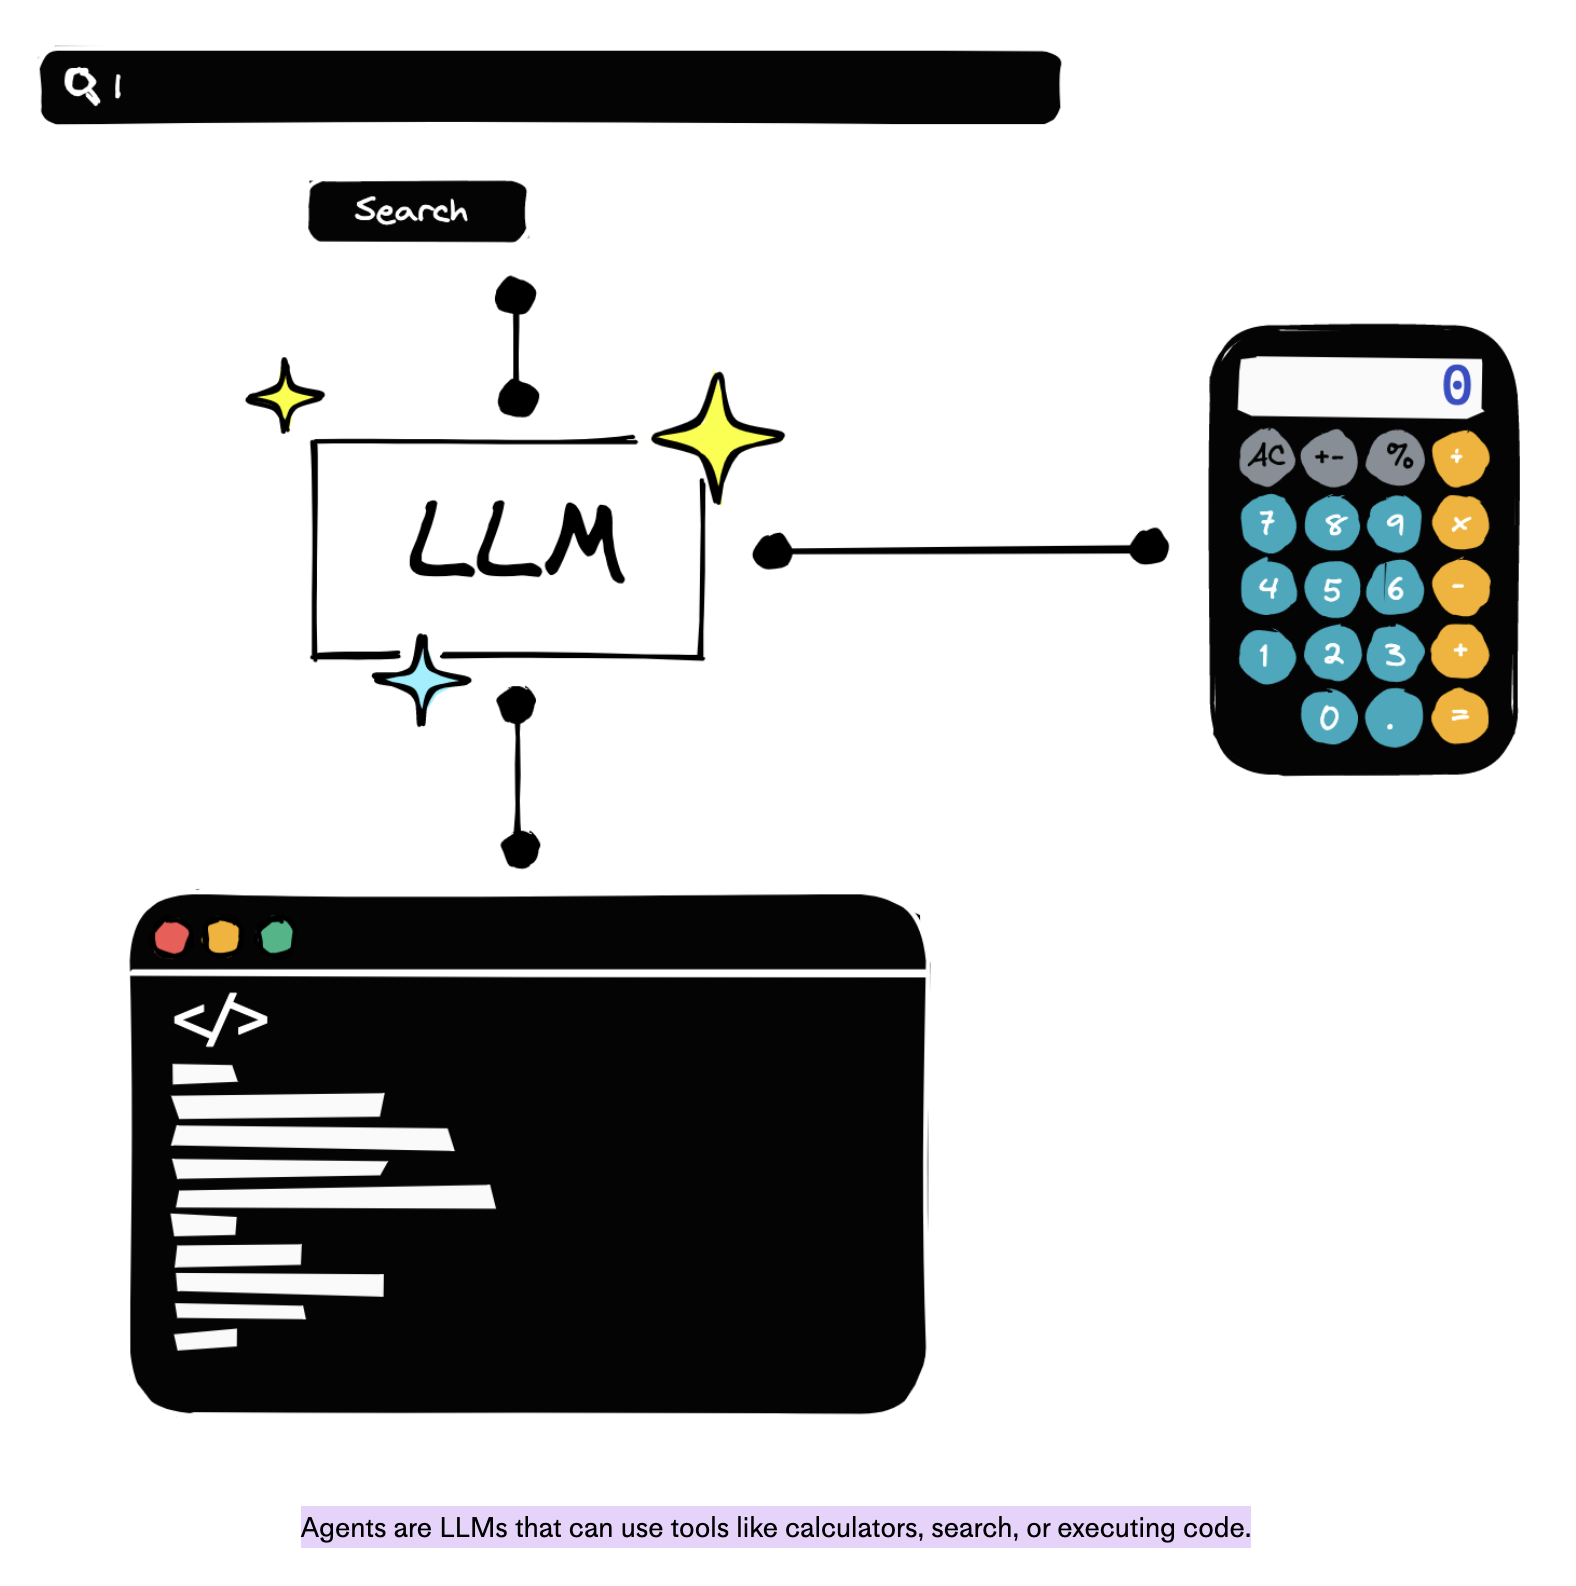 Search
LLM
0
AC +- % ÷
7 8 9 ×
4 5 6 -
1 2 3 +
0 . =
</>
Agents are LLMs that can use tools like calculators, search, or executing code.